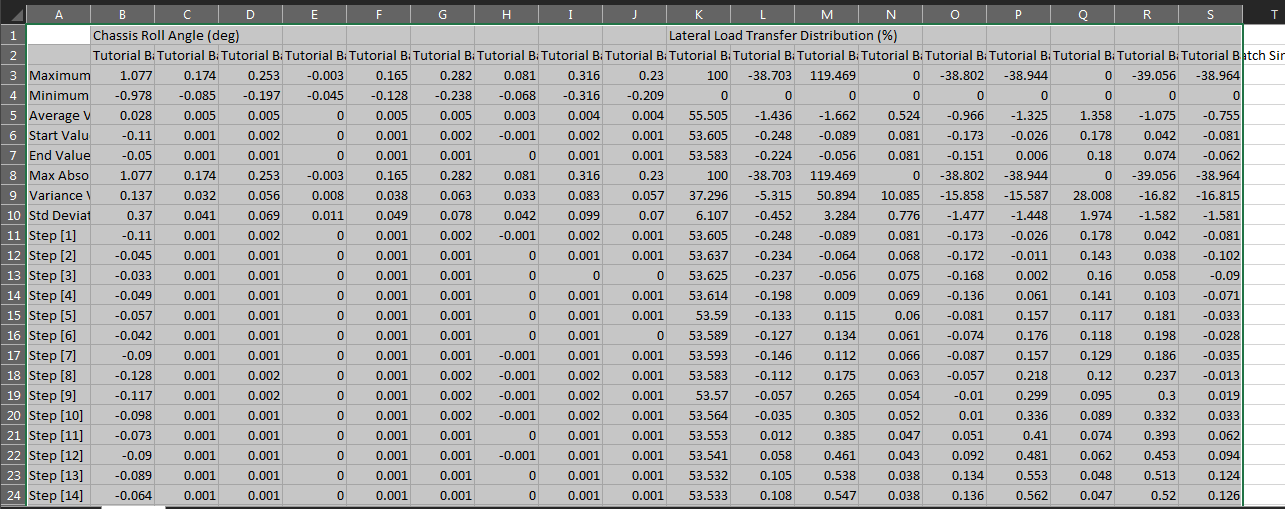 A B C D E F G H I J K L M N O P Q R S T
1 Chassis Roll Angle (deg) Lateral Load Transfer Distribution (%)
2 Tutorial Ba Tutorial Ba Tutorial Ba Tutorial Ba Tutorial Ba Tutorial Ba Tutorial Ba Tutorial Ba Tutorial Ba Tutorial Ba Tutorial Ba Tutorial Ba Tutorial Ba Tutorial Ba Tutorial Ba Tutorial Ba Tutorial Ba Tutorial B atch Sir
3 Maximum 1.077 0.174 0.253 -0.003 0.165 0.282 0.081 0.316 0.23 100 -38.703 119.469 0 -38.802 -38.944 0 -39.056 -38.964
4 Minimum -0.978 -0.085 -0.197 -0.045 -0.128 -0.238 -0.068 -0.316 -0.209 0 0 0 0 0 0 0 0 0
5 Average V 0.028 0.005 0.005 0 0.005 0.005 0.003 0.004 0.004 55.505 -1.436 -1.662 0.524 -0.966 -1.325 1.358 -1.075 -0.755
6 Start Valu -0.11 0.001 0.002 0 0.001 0.002 -0.001 0.002 0.001 53.605 -0.248 -0.089 0.081 -0.173 -0.026 0.178 0.042 -0.081
7 End Value -0.05 0.001 0.001 0 0.001 0.001 0 0.001 0.001 53.583 -0.224 -0.056 0.081 -0.151 0.006 0.18 0.074 -0.062
8 Max Abso 1.077 0.174 0.253 -0.003 0.165 0.282 0.081 0.316 0.23 100 -38.703 119.469 0 -38.802 -38.944 0 -39.056 -38.964
9 Variance V 0.137 0.032 0.056 0.008 0.038 0.063 0.033 0.083 0.057 37.296 -5.315 50.894 10.085 -15.858 -15.587 28.008 -16.82 -16.815
10 Std Deviat 0.37 0.041 0.069 0.011 0.049 0.078 0.042 0.099 0.07 6.107 -0.452 3.284 0.776 -1.477 -1.448 1.974 -1.582 -1.581
11 Step [1] -0.11 0.001 0.002 0 0.001 0.002 -0.001 0.002 0.001 53.605 -0.248 -0.089 0.081 -0.173 -0.026 0.178 0.042 -0.081
12 Step [2] -0.045 0.001 0.001 0 0.001 0.001 0 0.001 0.001 53.637 -0.234 -0.064 0.068 -0.172 -0.011 0.143 0.038 -0.102
13 Step [3] -0.033 0.001 0.001 0 0.001 0.001 0 0 0 53.625 -0.237 -0.056 0.075 -0.168 0.002 0.16 0.058 -0.09
14 Step [4] -0.049 0.001 0.001 0 0.001 0.001 0 0.001 0.001 53.614 -0.198 0.009 0.069 -0.136 0.061 0.141 0.103 -0.071
15 Step [5] -0.057 0.001 0.001 0 0.001 0.001 0 0.001 0.001 53.59 -0.133 0.115 0.06 -0.081 0.157 0.117 0.181 -0.033
16 Step [6] -0.042 0.001 0.001 0 0.001 0.001 0 0.001 0 53.589 -0.127 0.134 0.061 -0.074 0.176 0.118 0.198 -0.028
17 Step [7] -0.09 0.001 0.001 0 0.001 0.001 -0.001 0.001 0.001 53.593 -0.146 0.112 0.066 -0.087 0.157 0.129 0.186 -0.035
18 Step [8] -0.128 0.001 0.002 0 0.001 0.002 -0.001 0.002 0.001 53.583 -0.112 0.175 0.063 -0.057 0.218 0.12 0.237 -0.013
19 Step [9] -0.117 0.001 0.002 0 0.001 0.002 -0.001 0.002 0.001 53.57 -0.057 0.265 0.054 -0.01 0.299 0.095 0.3 0.019
20 Step [10] -0.098 0.001 0.001 0 0.001 0.002 -0.001 0.002 0.001 53.564 -0.035 0.305 0.052 0.01 0.336 0.089 0.332 0.033
21 Step [11] -0.073 0.001 0.001 0 0.001 0.001 0 0.001 0.001 53.553 0.012 0.385 0.047 0.051 0.41 0.074 0.393 0.062
22 Step [12] -0.09 0.001 0.001 0 0.001 0.001 -0.001 0.001 0.001 53.541 0.058 0.461 0.043 0.092 0.481 0.062 0.453 0.094
23 Step [13] -0.089 0.001 0.001 0 0.001 0.001 0 0.001 0.001 53.532 0.105 0.538 0.038 0.134 0.553 0.048 0.513 0.124
24 Step [14] -0.064 0.001 0.001 0 0.001 0.001 0 0.001 0.001 53.533 0.108 0.547 0.038 0.136 0.562 0.047 0.52 0.126